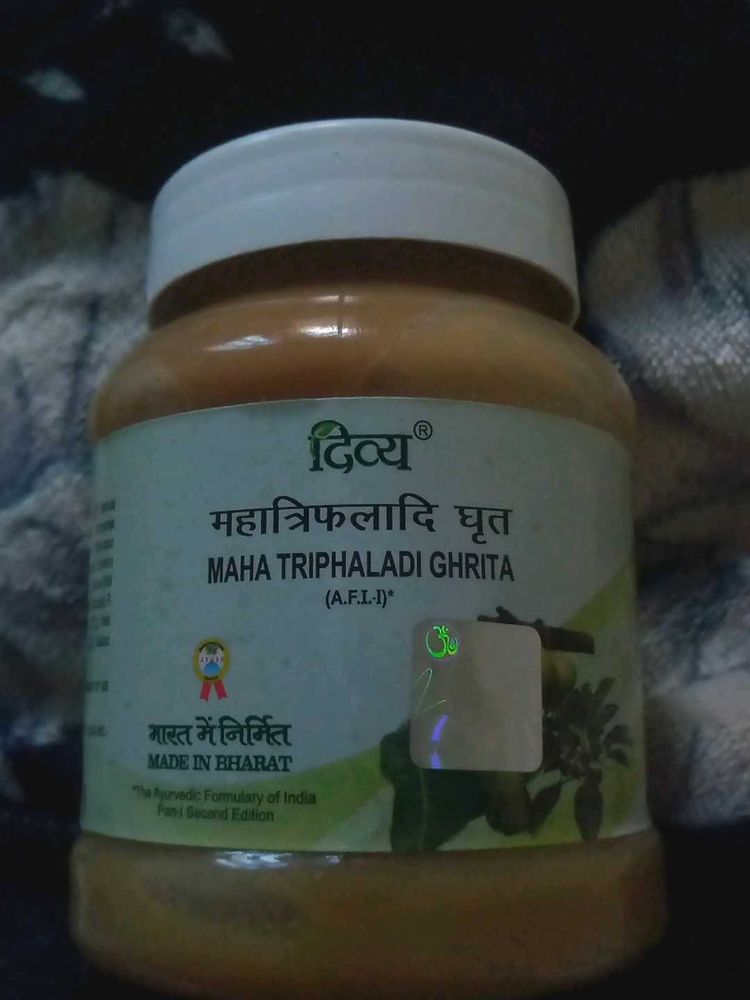 दिव्य®
महात्रिफलादि घृत
MAHA TRIPHALADI GHRITA
(A.F.I.-I)*
ॐ
भारत में निर्मित
MADE IN BHARAT
*The Ayurvedic Formulary of India
Part-I Second Edition